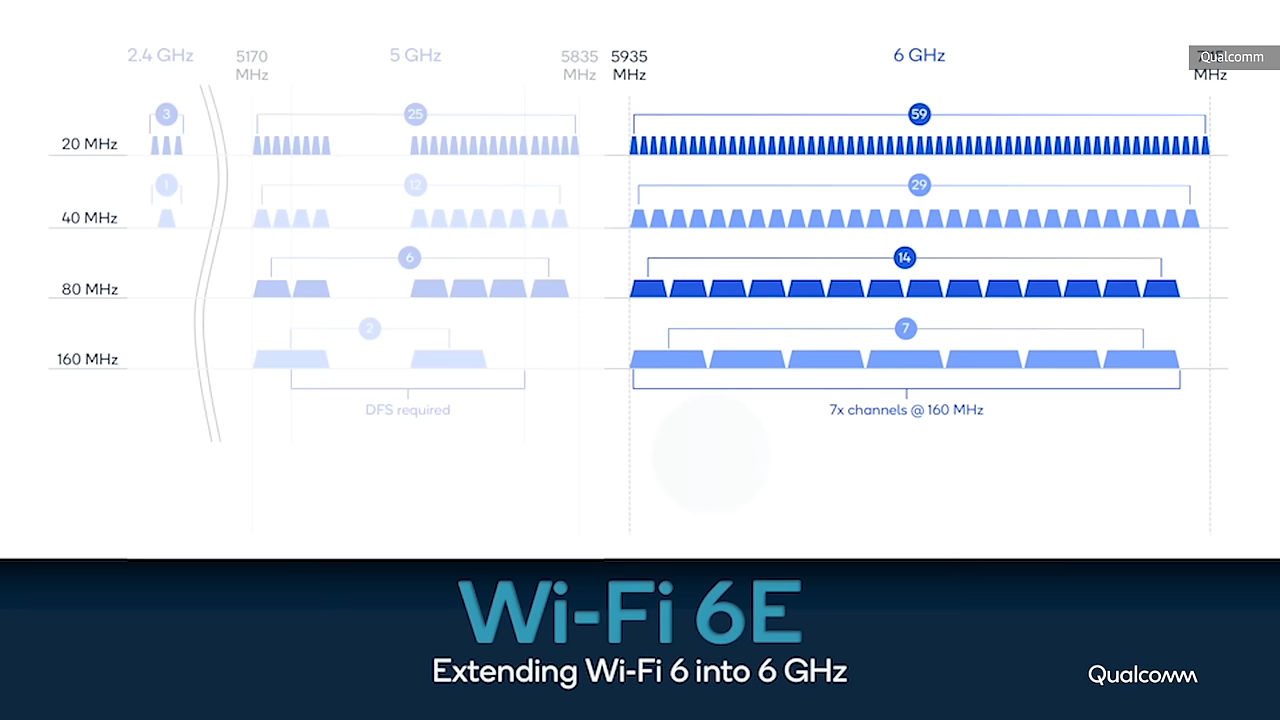 2.4 GHz
5170
MHz
5 GHz
5835
MHz
5935
MHz
6 GHz
Qualcomm
MHz
3
25
59
20 MHz
1
12
29
40 MHz
6
14
80 MHz
2
7
160 MHz
DFS required
7x channels @ 160 MHz
Wi-Fi 6E
Extending Wi-Fi 6 into 6 GHz
Qualcomm